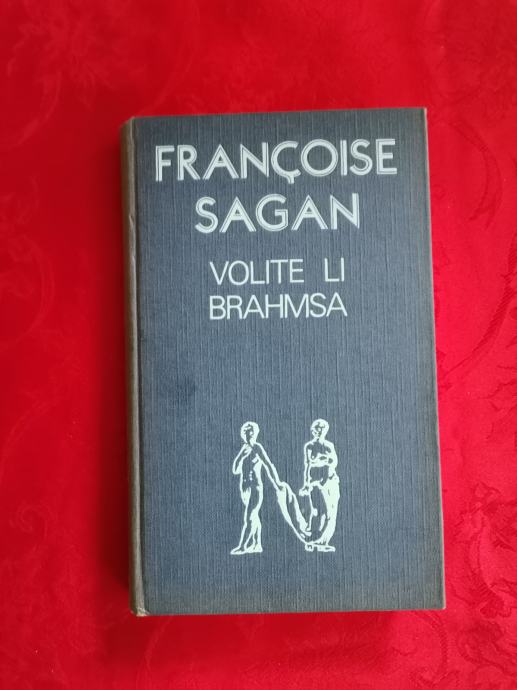 FRANÇOISE
SAGAN
VOLITE LI
BRAHMSA